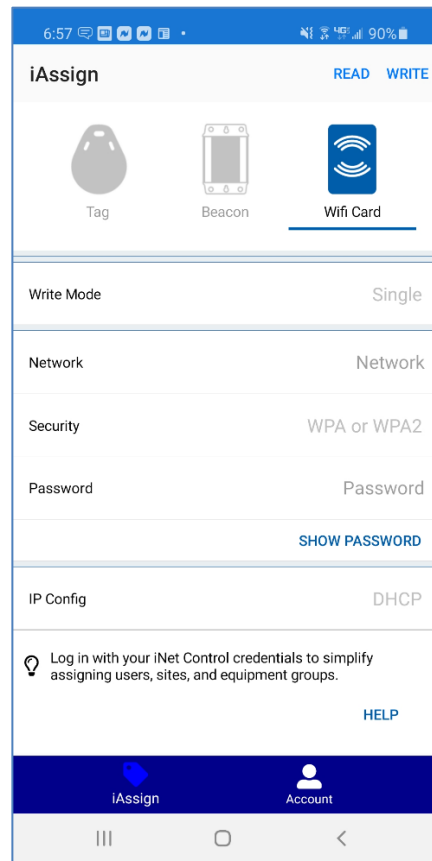 6:57 90%
iAssign READ WRITE
Tag Beacon Wifi Card
Write Mode Single
Network Network
Security WPA or WPA2
Password Password
SHOW PASSWORD
IP Config DHCP
Log in with your iNet Control credentials to simplify
assigning users, sites, and equipment groups.
HELP
iAssign Account